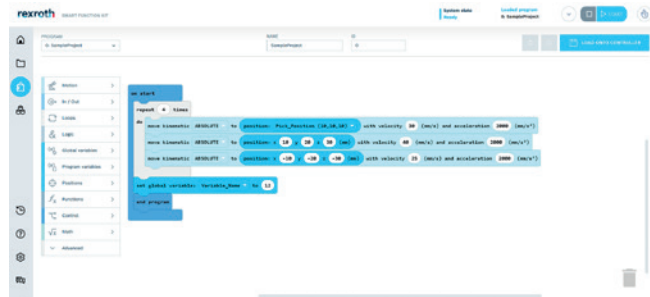 rexroth SMART FUNCTION KIT
System state
Ready
Loaded program
0: SampleProject
START
PROGRAM
0: SampleProject
NAME
SampleProject
ID
0
LOAD ONTO CONTROLLER
Motion
In / Out
Loops
Logic
Global variables
Program variables
Positions
Functions
Control
Math
Advanced
on start
repeat 4 times
do
move kinematic ABSOLUTE to position: Pick_Position (10,10,10) with velocity 50 (mm/s) and acceleration 2000 (mm/s²)
move kinematic ABSOLUTE to position: x 10 y 20 z 30 (mm) with velocity 40 (mm/s) and acceleration 2000 (mm/s²)
move kinematic ABSOLUTE to position: x -10 y -20 z -30 (mm) with velocity 25 (mm/s) and acceleration 2000 (mm/s²)
set global variable: Variable_Name to 12
end program